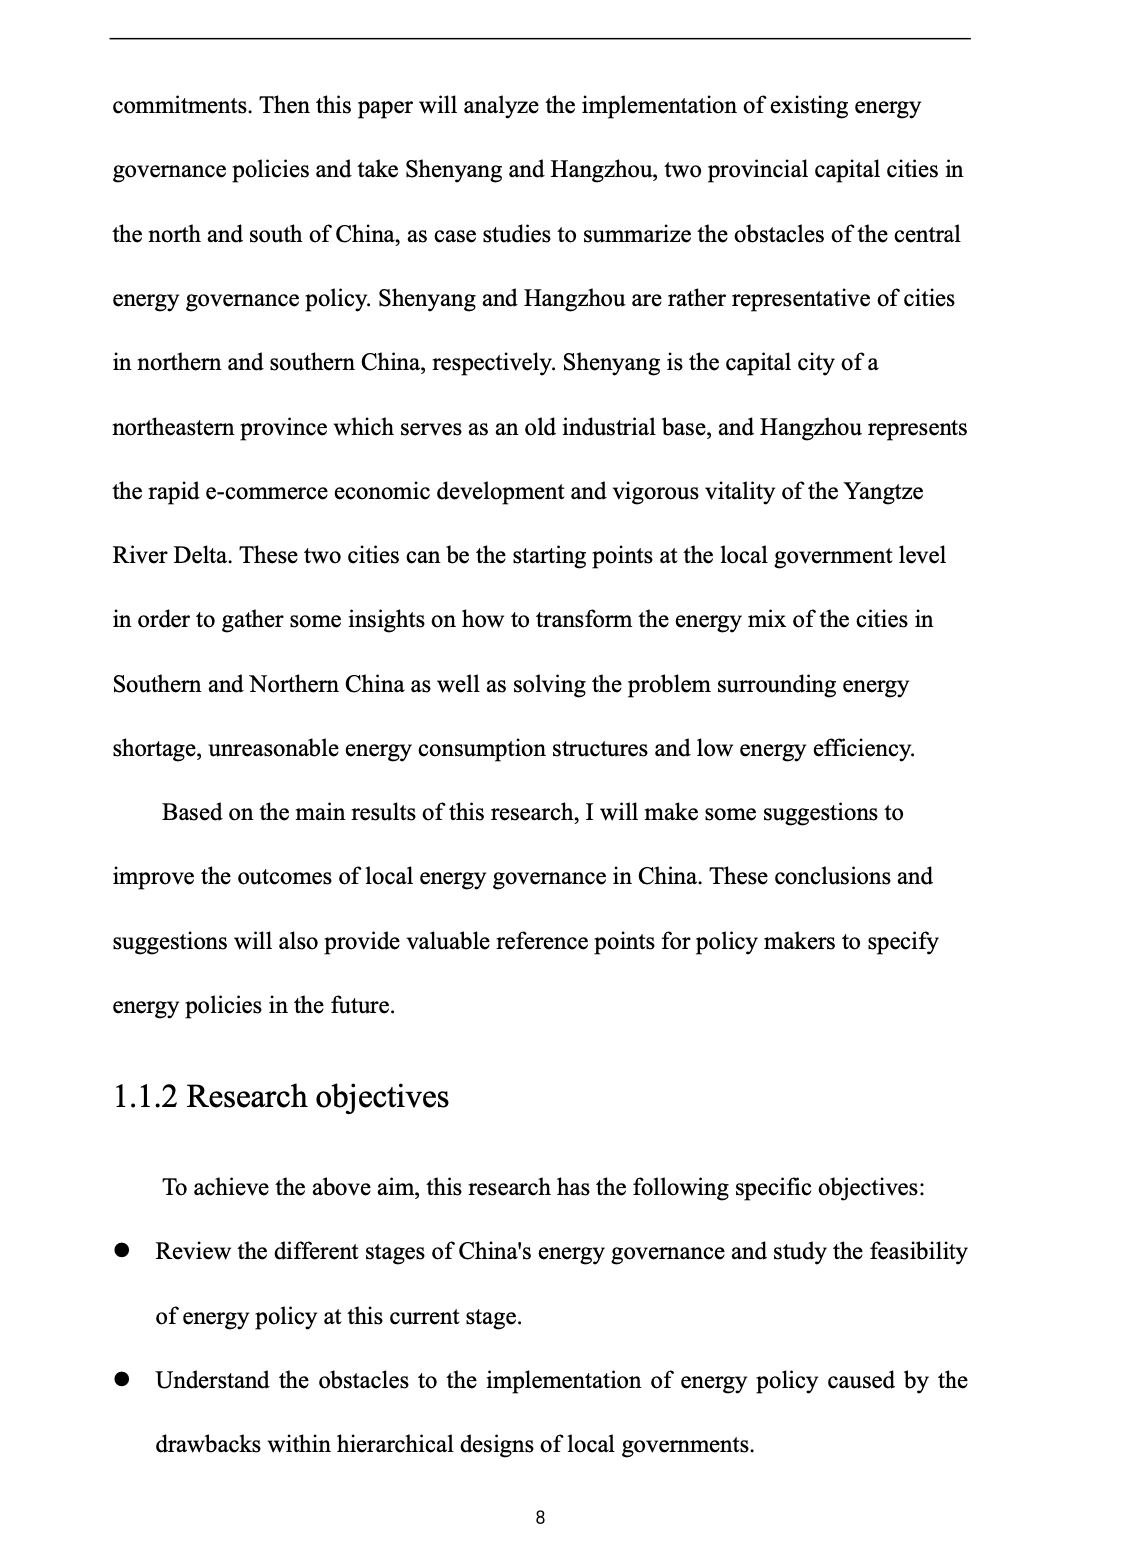 commitments. Then this paper will analyze the implementation of existing energy
governance policies and take Shenyang and Hangzhou, two provincial capital cities in
the north and south of China, as case studies to summarize the obstacles of the central
energy governance policy. Shenyang and Hangzhou are rather representative of cities
in northern and southern China, respectively. Shenyang is the capital city of a
northeastern province which serves as an old industrial base, and Hangzhou represents
the rapid e-commerce economic development and vigorous vitality of the Yangtze
River Delta. These two cities can be the starting points at the local government level
in order to gather some insights on how to transform the energy mix of the cities in
Southern and Northern China as well as solving the problem surrounding energy
shortage, unreasonable energy consumption structures and low energy efficiency.
Based on the main results of this research, I will make some suggestions to
improve the outcomes of local energy governance in China. These conclusions and
suggestions will also provide valuable reference points for policy makers to specify
energy policies in the future.
1.1.2 Research objectives
To achieve the above aim, this research has the following specific objectives:
● Review the different stages of China's energy governance and study the feasibility
of energy policy at this current stage.
● Understand the obstacles to the implementation of energy policy caused by the
drawbacks within hierarchical designs of local governments.
8